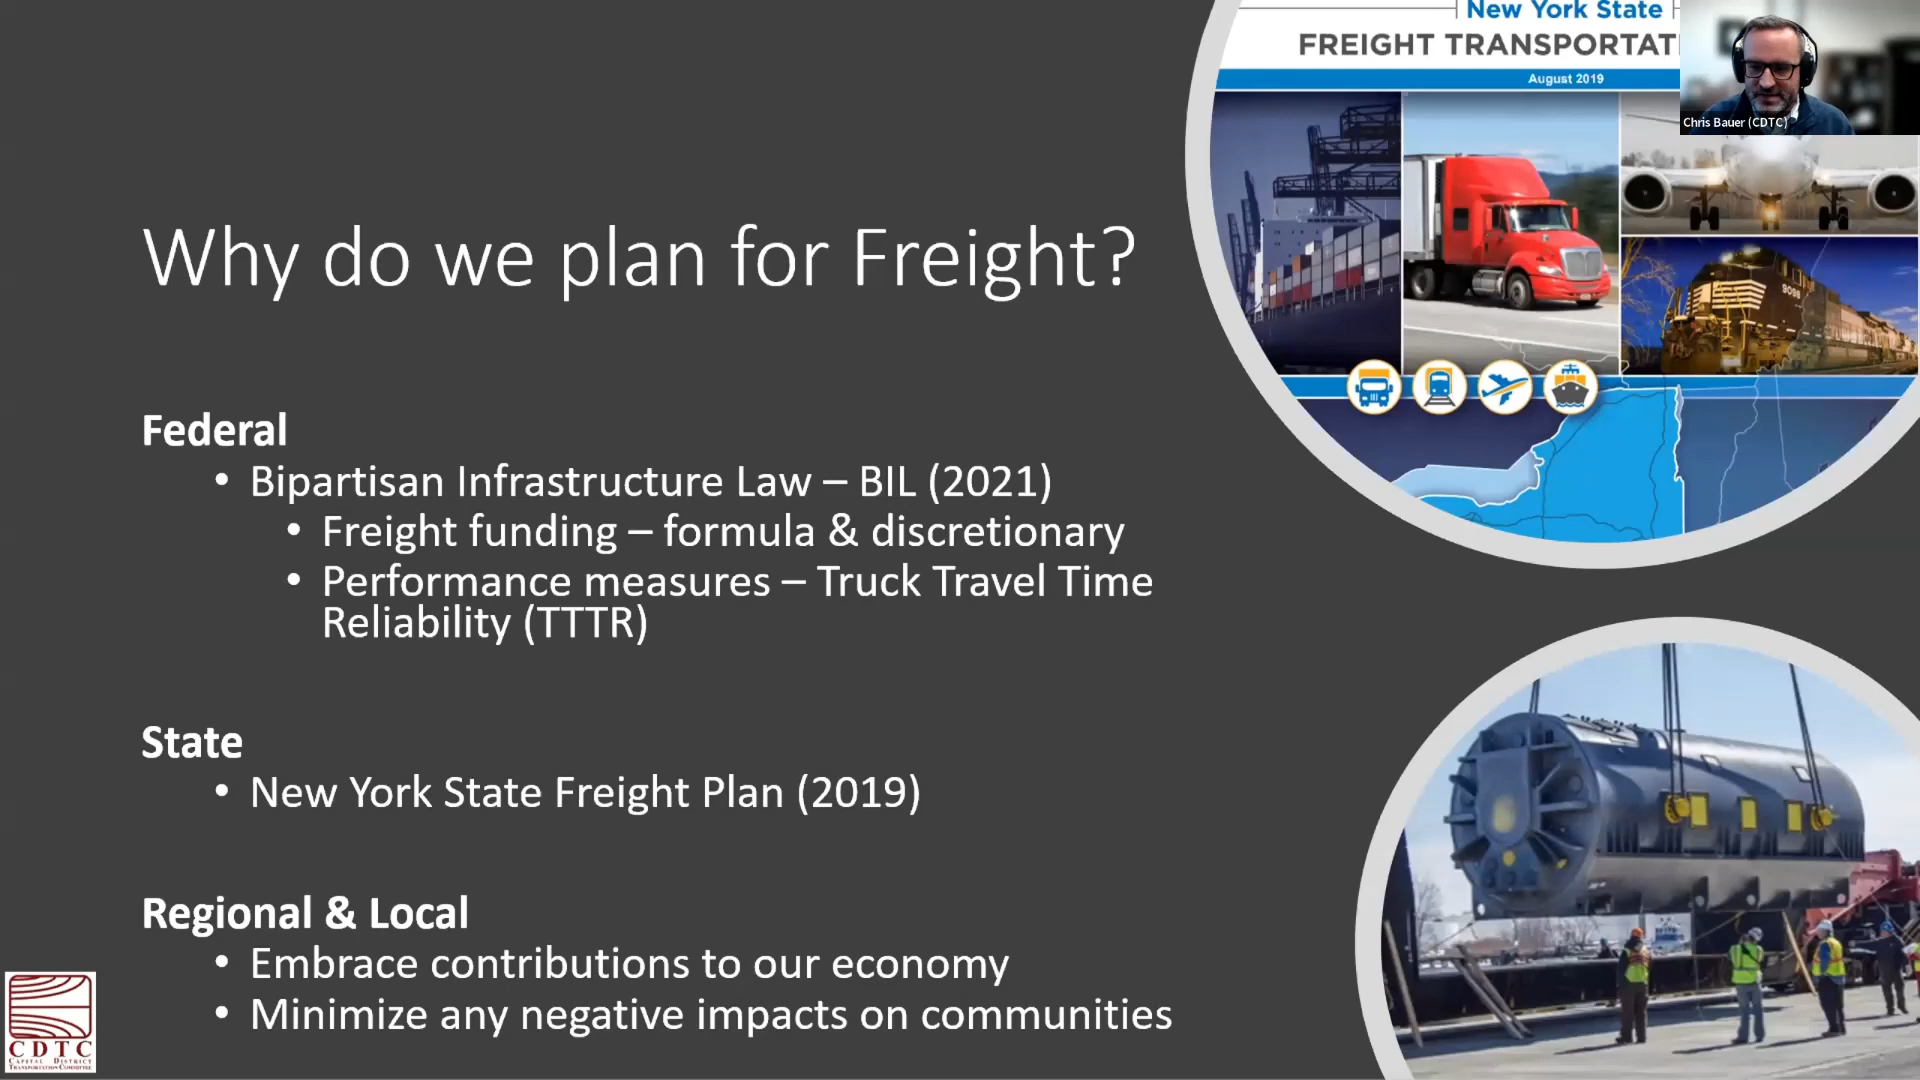 New York State
FREIGHT TRANSPORTAT
August 2019
Chris Bauer (CDTC)
9098
Why do we plan for Freight?
Federal
• Bipartisan Infrastructure Law – BIL (2021)
• Freight funding – formula & discretionary
• Performance measures – Truck Travel Time
Reliability (TTTR)
State
• New York State Freight Plan (2019)
Regional & Local
• Embrace contributions to our economy
• Minimize any negative impacts on communities
CDTC
CAPITAL DISTRICT
TRANSPORTATION COMMITTEE